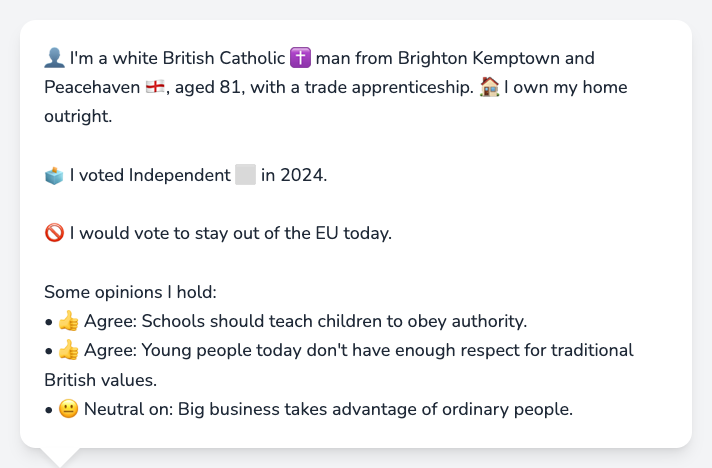 👤 I'm a white British Catholic ✝️ man from Brighton Kemptown and
Peacehaven 🏴󠁧󠁢󠁥󠁮󠁧󠁿, aged 81, with a trade apprenticeship. 🏠 I own my home
outright.
🗳️ I voted Independent ⬜ in 2024.
🚫 I would vote to stay out of the EU today.
Some opinions I hold:
• 👍 Agree: Schools should teach children to obey authority.
• 👍 Agree: Young people today don't have enough respect for traditional
British values.
• 😐 Neutral on: Big business takes advantage of ordinary people.